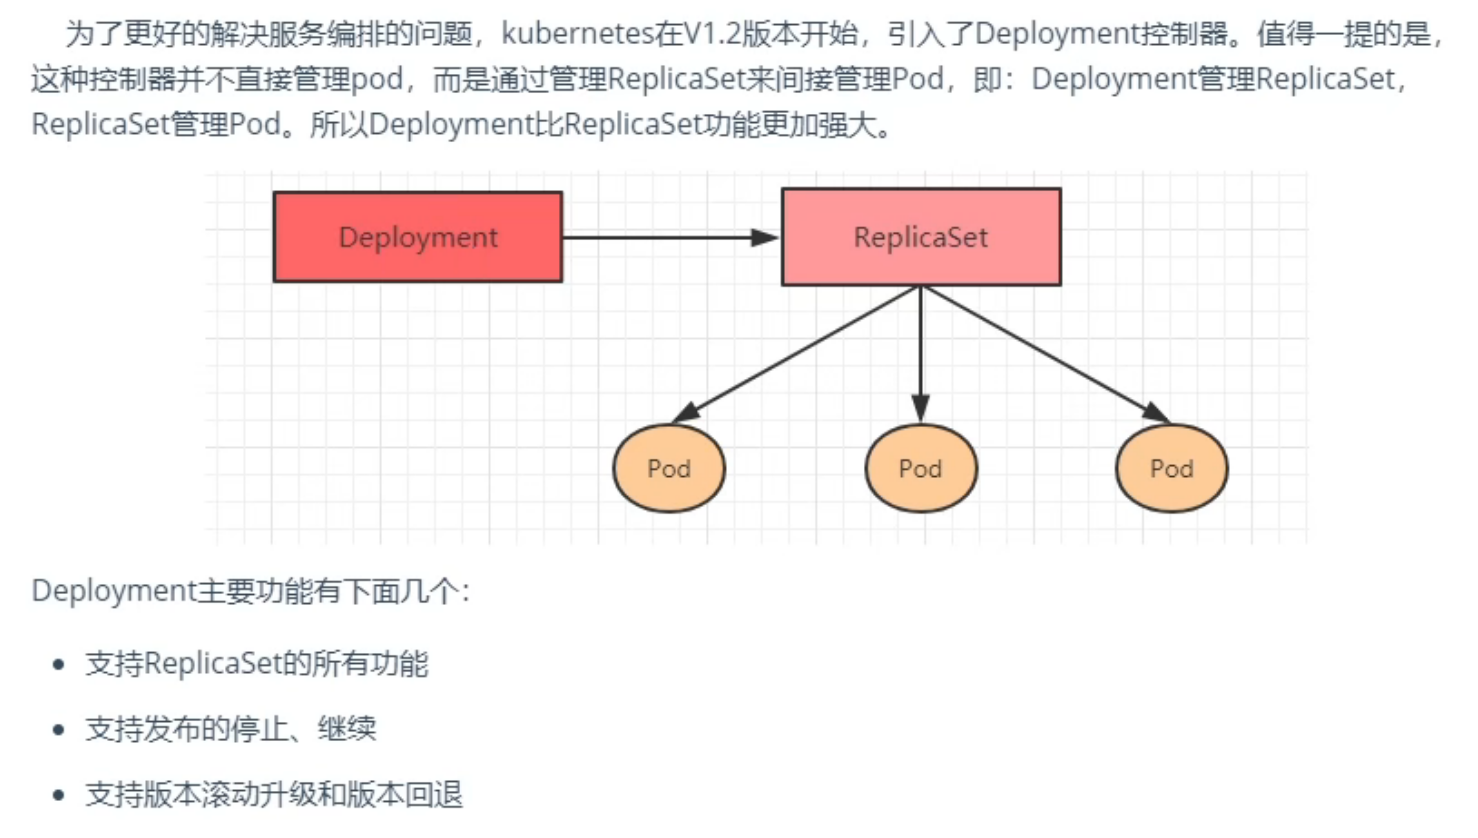 为了更好的解决服务编排的问题，kubernetes在V1.2版本开始，引入了Deployment控制器。值得一提的是，
这种控制器并不直接管理pod，而是通过管理ReplicaSet来间接管理Pod，即：Deployment管理ReplicaSet，
ReplicaSet管理Pod。所以Deployment比ReplicaSet功能更加强大。
Deployment
ReplicaSet
Pod
Pod
Pod
Deployment主要功能有下面几个：
支持ReplicaSet的所有功能
支持发布的停止、继续
支持版本滚动升级和版本回退